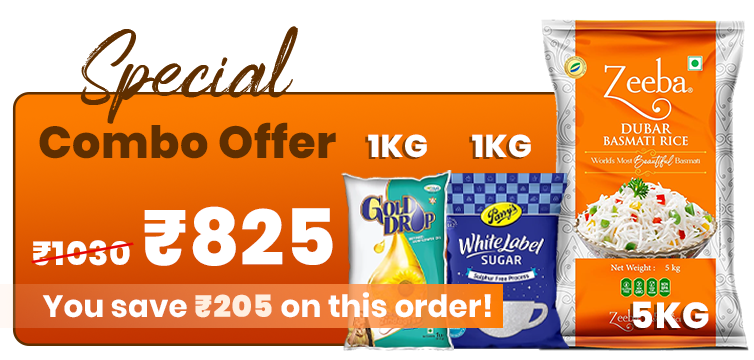 Special
Combo Offer
1KG
1KG
₹1030 ₹825
You save ₹205 on this order!
GOLD
DROP
Parry's
White Label
SUGAR
Sulphur Free Process
Zeeba®
DUBAR
BASMATI RICE
World's Most Beautiful Basmati
Net Weight : 5 kg
5KG